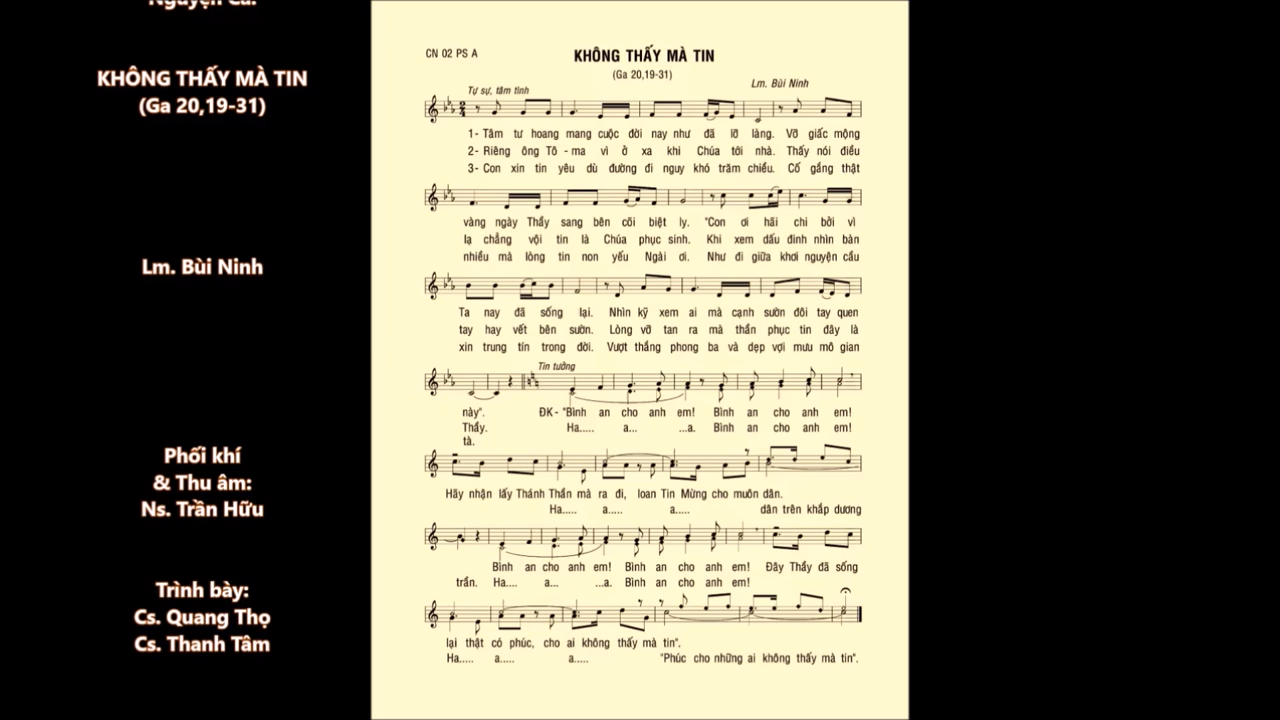 Nguyện Ca:
KHÔNG THẤY MÀ TIN
(Ga 20,19-31)
Lm. Bùi Ninh
Phối khí
& Thu âm:
Ns. Trần Hữu
Trình bày:
Cs. Quang Thọ
Cs. Thanh Tâm
CN 02 PS A
KHÔNG THẤY MÀ TIN
(Ga 20,19-31)
Lm. Bùi Ninh
Tự sự, tâm tình
1- Tâm tư hoang mang cuộc đời nay như đã lỡ làng. Vỡ giấc mộng
2- Riêng ông Tô - ma vì ở xa khi Chúa tới nhà. Thấy nói điều
3- Con xin tin yêu dù đường đi nguy khó trăm chiều. Cố gắng thật
vàng ngày Thầy sang bên cõi biệt ly. "Con ơi hãi chi bởi vì
lạ chẳng vội tin là Chúa phục sinh. Khi xem dấu đinh nhìn bàn
nhiều mà lòng tin non yếu Ngài ơi. Như đi giữa khơi nguyện cầu
Ta nay đã sống lại. Nhìn kỹ xem ai mà cạnh sườn đôi tay quen
tay hay vết bên sườn. Lòng vỡ tan ra mà thần phục tin đây là
xin trung tín trong đời. Vượt thắng phong ba và dẹp vợi mưu mô gian
Tin tưởng
này". ĐK- "Bình an cho anh em! Bình an cho anh em!
Thầy. Ha..... a... ...a. Bình an cho anh em!
tà.
Hãy nhận lấy Thánh Thần mà ra đi, loan Tin Mừng cho muôn dân.
Ha..... a..... a..... dân trên khắp dương
Bình an cho anh em! Bình an cho anh em! Đây Thầy đã sống
trần. Ha.... a... ...a. Bình an cho anh em!
lại thật có phúc, cho ai không thấy mà tin".
Ha..... a..... a..... "Phúc cho những ai không thấy mà tin".